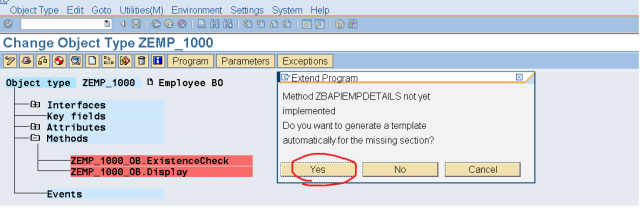 Object Type Edit Goto Utilities(M) Environment Settings System Help
Change Object Type ZEMP_1000
Program Parameters Exceptions
Object type ZEMP_1000 Employee BO
Interfaces
Key fields
Attributes
Methods
ZEMP_1000_OB.ExistenceCheck
ZEMP_1000_OB.Display
Events
Extend Program
Method ZBAPIEMPDETAILS not yet
implemented
Do you want to generate a template
automatically for the missing section?
Yes No Cancel